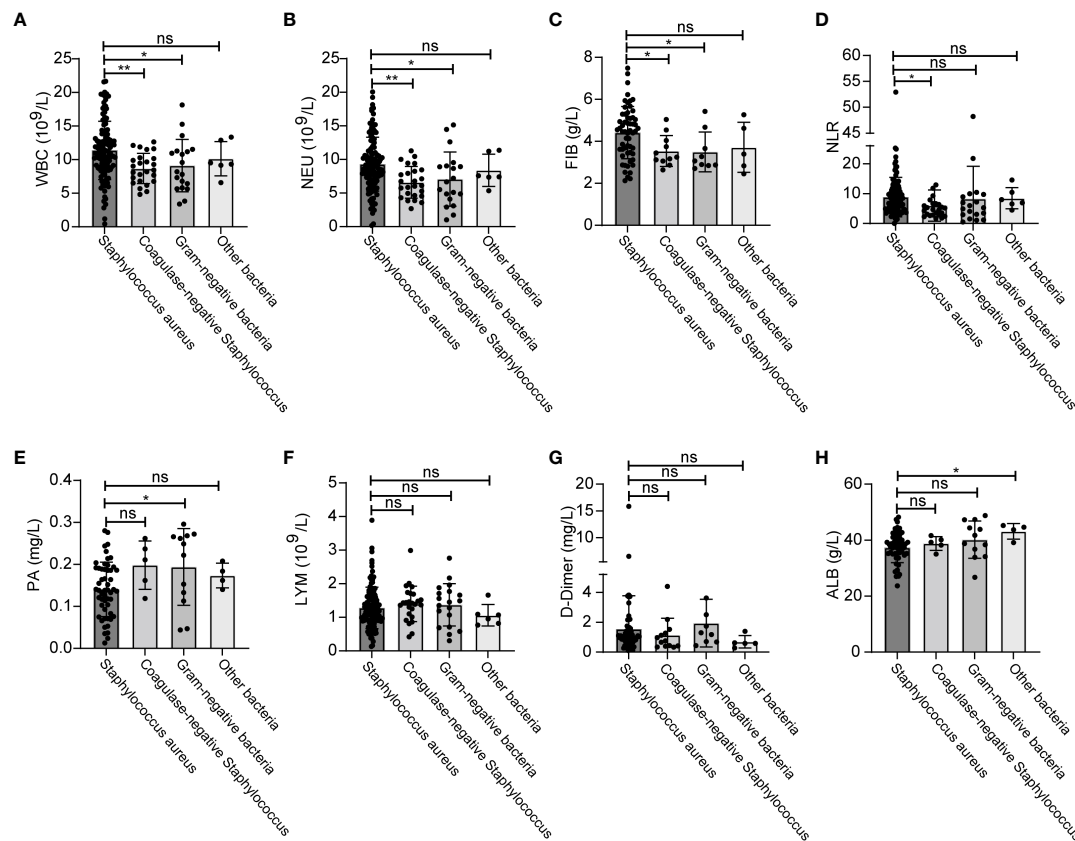 A
ns
*
**
WBC (10⁹/L)
25
20
15
10
5
0
Staphylococcus aureus
Coagulase-negative Staphylococcus
Gram-negative bacteria
Other bacteria
B
ns
*
**
NEU (10⁹/L)
25
20
15
10
5
0
Staphylococcus aureus
Coagulase-negative Staphylococcus
Gram-negative bacteria
Other bacteria
C
ns
*
*
FIB (g/L)
8
6
4
2
0
Staphylococcus aureus
Coagulase-negative Staphylococcus
Gram-negative bacteria
Other bacteria
D
ns
ns
*
NLR
60
55
50
45
20
10
0
Staphylococcus aureus
Coagulase-negative Staphylococcus
Gram-negative bacteria
Other bacteria
E
ns
*
ns
PA (mg/L)
0.4
0.3
0.2
0.1
0.0
Staphylococcus aureus
Coagulase-negative Staphylococcus
Gram-negative bacteria
Other bacteria
F
ns
ns
ns
LYM (10⁹/L)
5
4
3
2
1
0
Staphylococcus aureus
Coagulase-negative Staphylococcus
Gram-negative bacteria
Other bacteria
G
ns
ns
ns
D-Dimer (mg/L)
20
15
10
4
2
0
Staphylococcus aureus
Coagulase-negative Staphylococcus
Gram-negative bacteria
Other bacteria
H
*
ns
ns
ALB (g/L)
60
40
20
0
Staphylococcus aureus
Coagulase-negative Staphylococcus
Gram-negative bacteria
Other bacteria